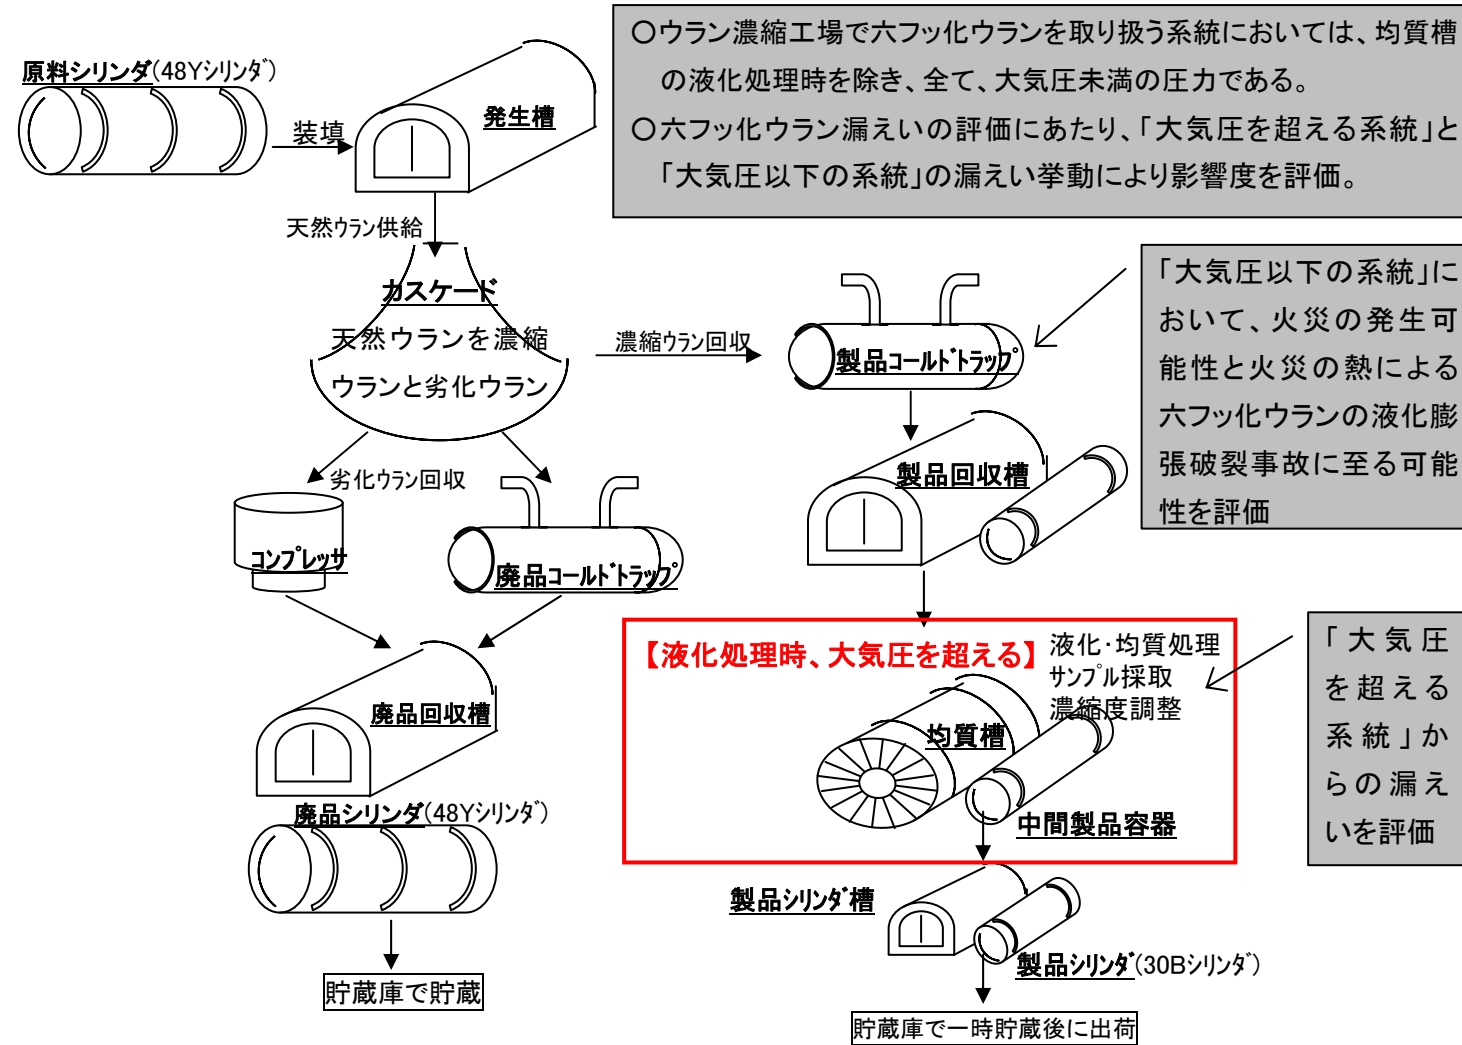 〇ウラン濃縮工場で六フッ化ウランを取り扱う系統においては、均質槽
の液化処理時を除き、全て、大気圧未満の圧力である。
〇六フッ化ウラン漏えいの評価にあたり、「大気圧を超える系統」と
「大気圧以下の系統」の漏えい挙動により影響度を評価。
原料シリンダ(48Yシリンダ)
装填
発生槽
天然ウラン供給
カスケード
天然ウランを濃縮
ウランと劣化ウラン
濃縮ウラン回収
製品コールドトラップ
「大気圧以下の系統」に
おいて、火災の発生可
能性と火災の熱による
六フッ化ウランの液化膨
張破裂事故に至る可能
性を評価
製品回収槽
劣化ウラン回収
コンプレッサ
廃品コールドトラップ
【液化処理時、大気圧を超える】
液化・均質処理
サンプル採取
濃縮度調整
「大気圧
を超える
系統」か
らの漏え
いを評価
均質槽
中間製品容器
廃品回収槽
廃品シリンダ(48Yシリンダ)
製品シリンダ槽
製品シリンダ(30Bシリンダ)
貯蔵庫で貯蔵
貯蔵庫で一時貯蔵後に出荷